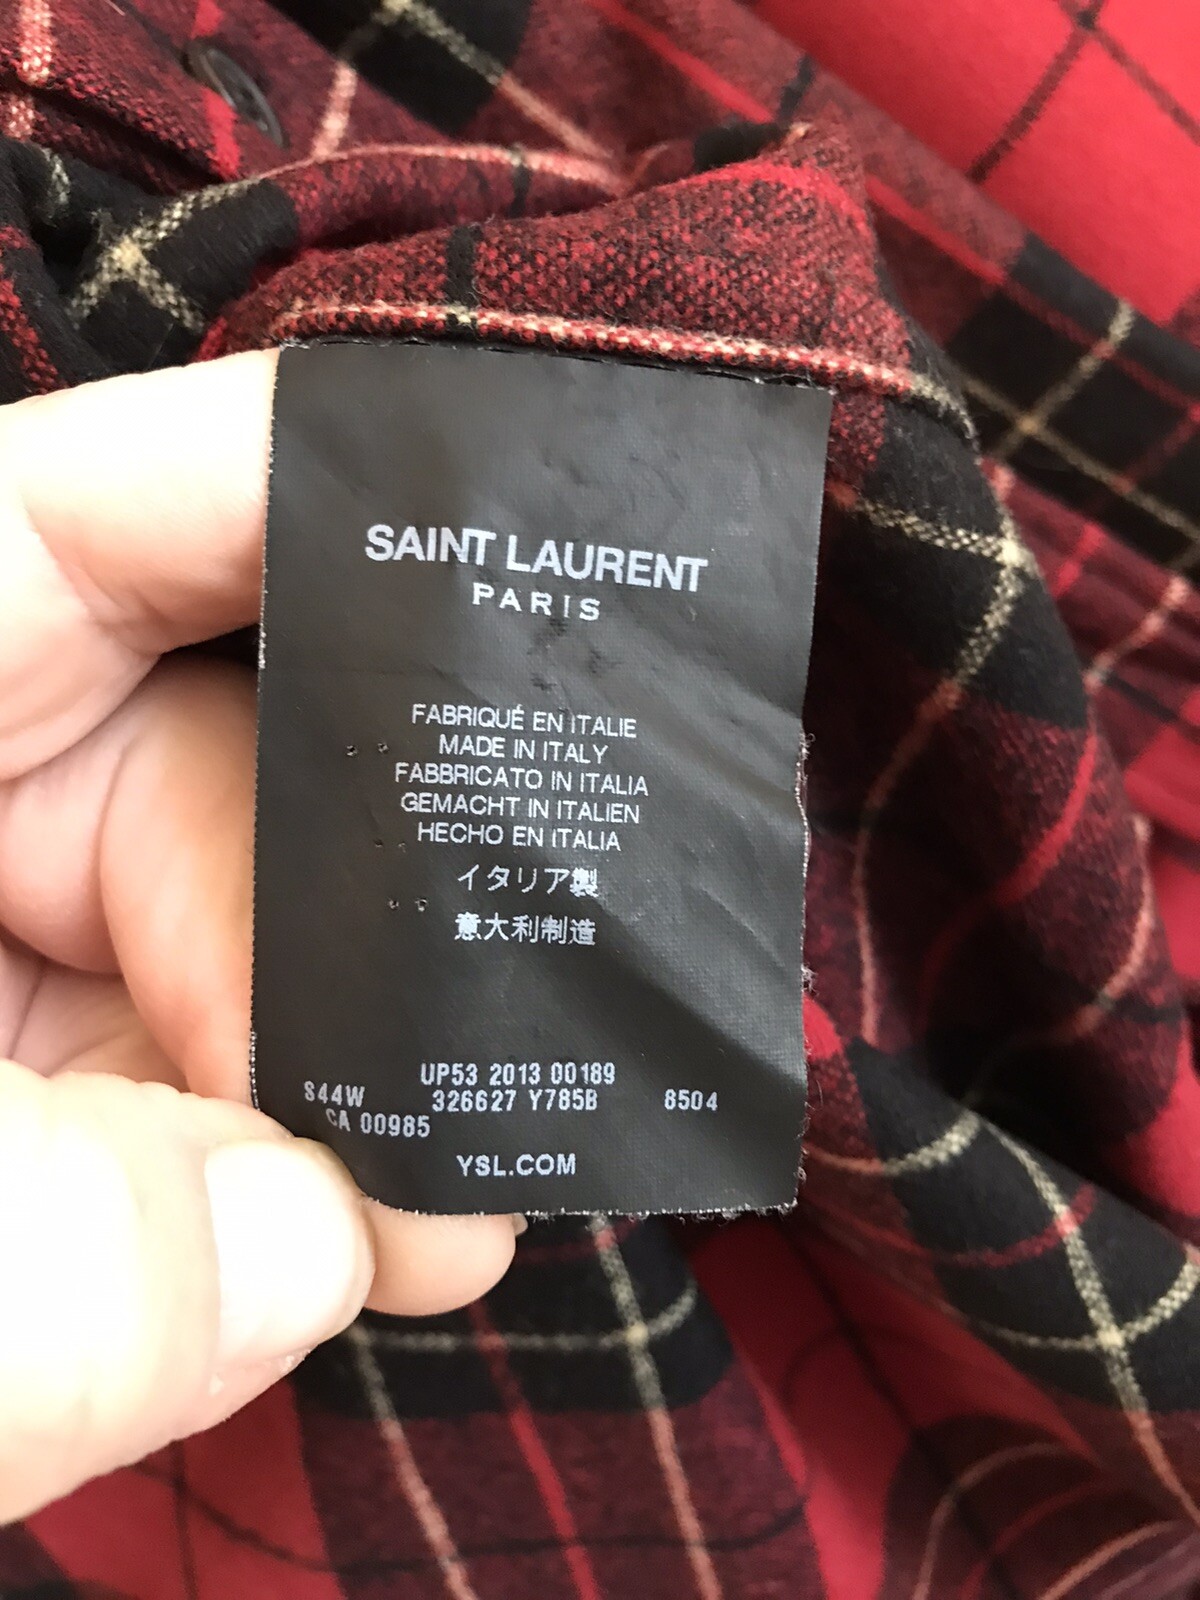 SAINT LAURENT
PARIS
FABRIQUÉ EN ITALIE
MADE IN ITALY
FABBRICATO IN ITALIA
GEMACHT IN ITALIEN
HECHO EN ITALIA
イタリア製
意大利制造
UP53 2013 00189
S44W 326627 Y785B 8504
CA 00985
YSL.COM